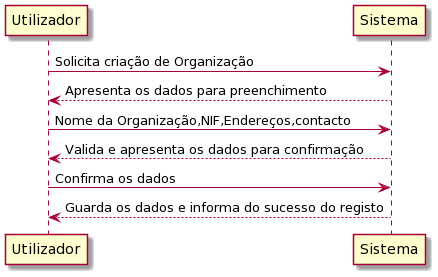 Utilizador Sistema
Solicita criação de Organização
Apresenta os dados para preenchimento
Nome da Organização,NIF,Endereços,contacto
Valida e apresenta os dados para confirmação
Confirma os dados
Guarda os dados e informa do sucesso do registo
Utilizador Sistema